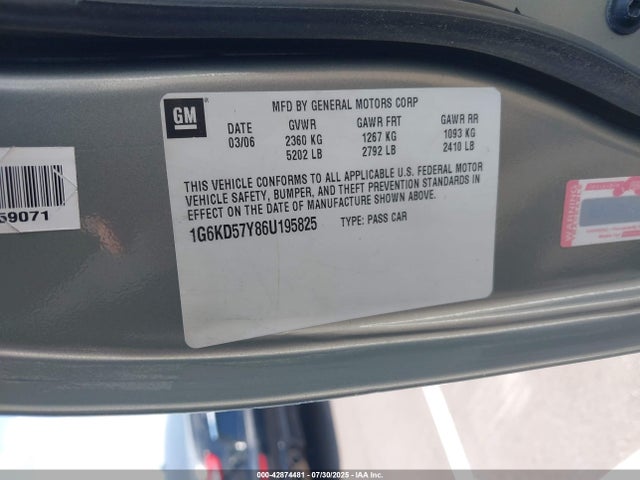 GM
MFD BY GENERAL MOTORS CORP
DATE GVWR GAWR FRT GAWR RR
03/06 2360 KG 1267 KG 1093 KG
5202 LB 2792 LB 2410 LB
THIS VEHICLE CONFORMS TO ALL APPLICABLE U.S. FEDERAL MOTOR
VEHICLE SAFETY, BUMPER, AND THEFT PREVENTION STANDARDS IN
EFFECT ON THE DATE OF MANUFACTURE SHOWN ABOVE.
1G6KD57Y86U195825 TYPE: PASS CAR
59071
WARNING
000-42874481 - 07/30/2025 - IAAI.COM